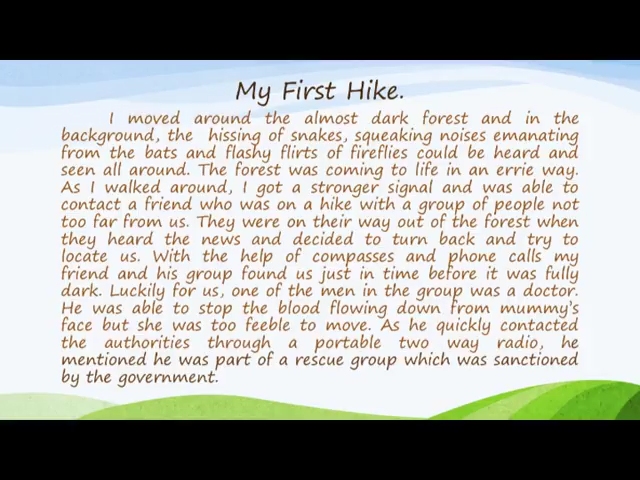 My First Hike.
I moved around the almost dark forest and in the
background, the hissing of snakes, squeaking noises emanating
from the bats and flashy flirts of fireflies could be heard and
seen all around. The forest was coming to life in an errie way.
As I walked around, I got a stronger signal and was able to
contact a friend who was on a hike with a group of people not
too far from us. They were on their way out of the forest when
they heard the news and decided to turn back and try to
locate us. With the help of compasses and phone calls my
friend and his group found us just in time before it was fully
dark. Luckily for us, one of the men in the group was a doctor.
He was able to stop the blood flowing down from mummy's
face but she was too feeble to move. As he quickly contacted
the authorities through a portable two way radio, he
mentioned he was part of a rescue group which was sanctioned
by the government.